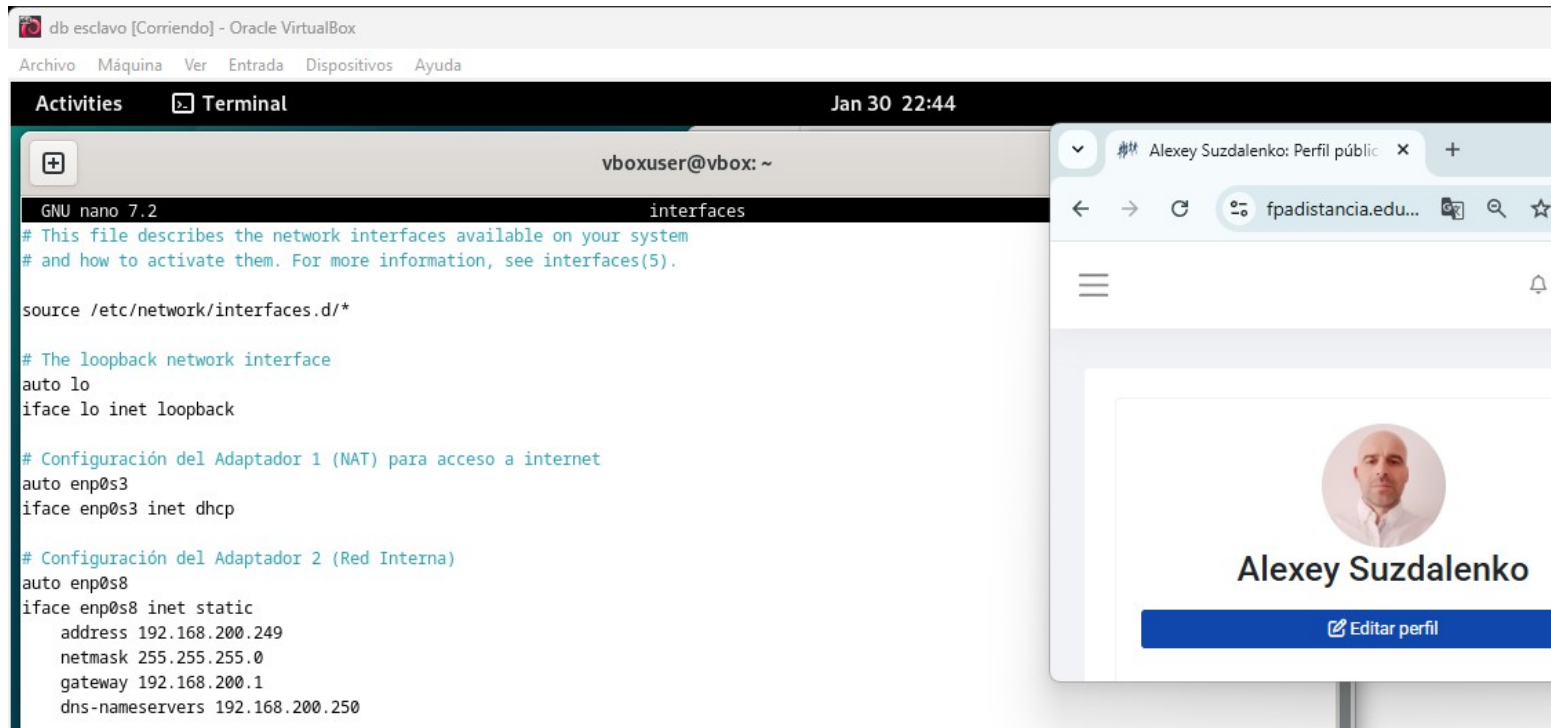 db esclavo [Corriendo] - Oracle VirtualBox
Archivo Máquina Ver Entrada Dispositivos Ayuda
Activities Terminal Jan 30 22:44
vboxuser@vbox: ~
GNU nano 7.2 interfaces
# This file describes the network interfaces available on your system
# and how to activate them. For more information, see interfaces(5).
source /etc/network/interfaces.d/*
# The loopback network interface
auto lo
iface lo inet loopback
# Configuración del Adaptador 1 (NAT) para acceso a internet
auto enp0s3
iface enp0s3 inet dhcp
# Configuración del Adaptador 2 (Red Interna)
auto enp0s8
iface enp0s8 inet static
address 192.168.200.249
netmask 255.255.255.0
gateway 192.168.200.1
dns-nameservers 192.168.200.250
Alexey Suzdalenko: Perfil públic
fpadistancia.edu...
Alexey Suzdalenko
Editar perfil